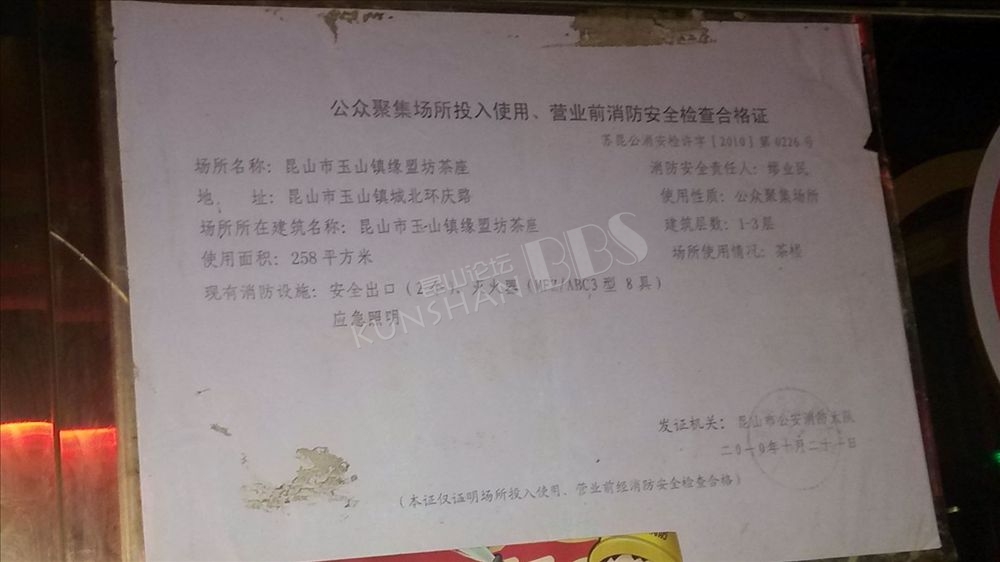 公众聚集场所投入使用、营业前消防安全检查合格证
苏昆公消安检许字［2010］第0226号
场所名称：昆山市玉山镇缘盟坊茶座
消防安全责任人：缪业民
地 址：昆山市玉山镇城北环庆路
使用性质：公众聚集场所
场所所在建筑名称：昆山市玉山镇缘盟坊茶座
建筑层数：1-3层
使用面积：258平方米
场所使用情况：茶楼
现有消防设施：安全出口（2个）、灭火器（MFZ/ABC3型 8具）
应急照明
昆山论坛
KUNSHAN BBS
发证机关：昆山市公安消防大队
二〇一〇年十月二十一日
（本证仅证明场所投入使用、营业前经消防安全检查合格）